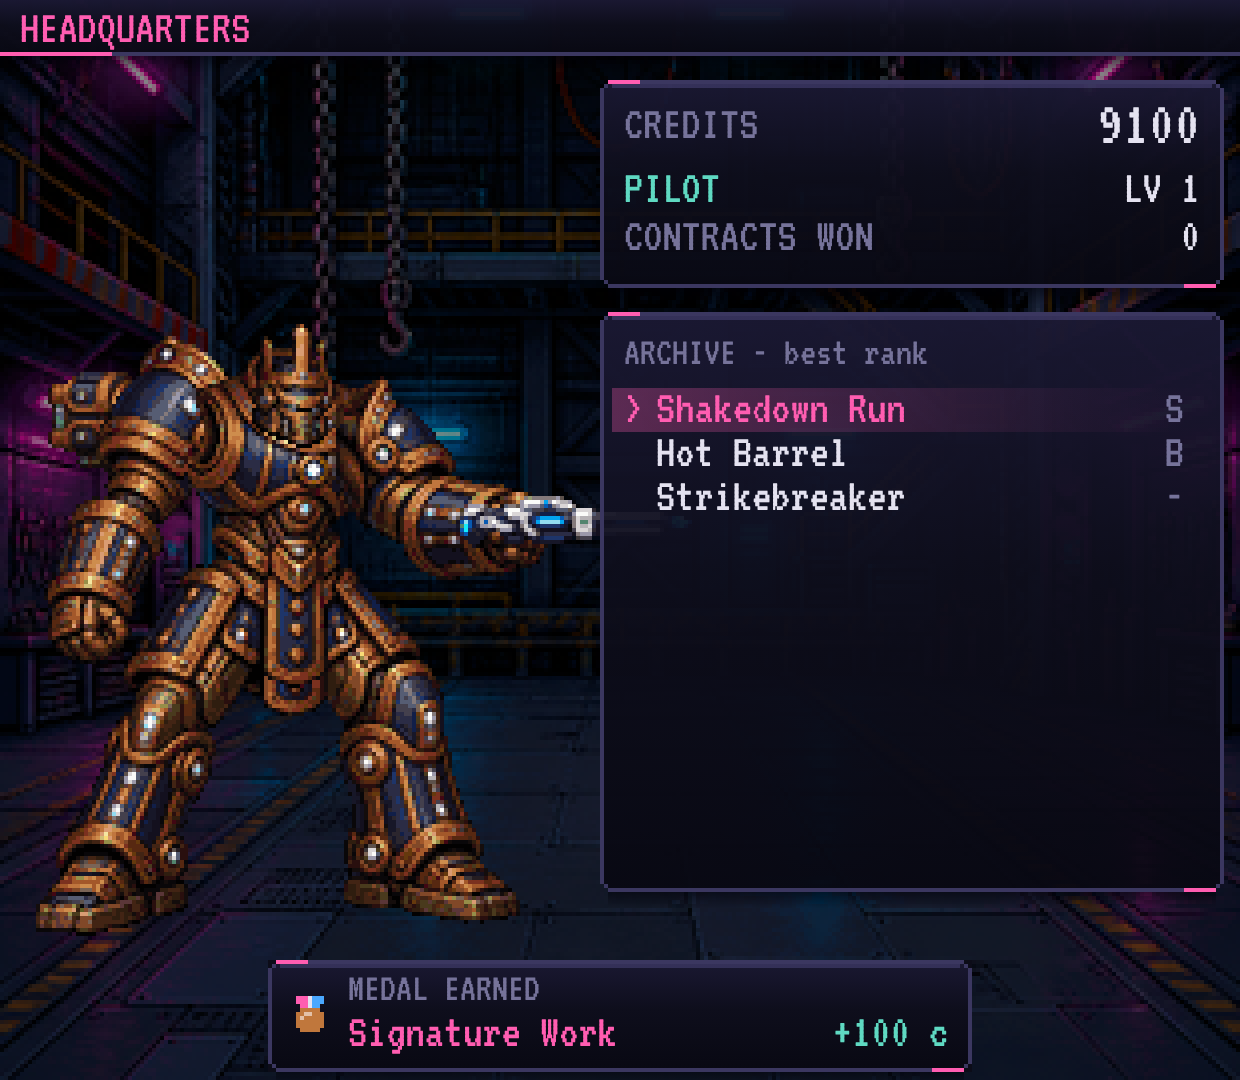 HEADQUARTERS
CREDITS 9100
PILOT LV 1
CONTRACTS WON 0
ARCHIVE - best rank
> Shakedown Run S
Hot Barrel B
Strikebreaker -
MEDAL EARNED
Signature Work +100 c